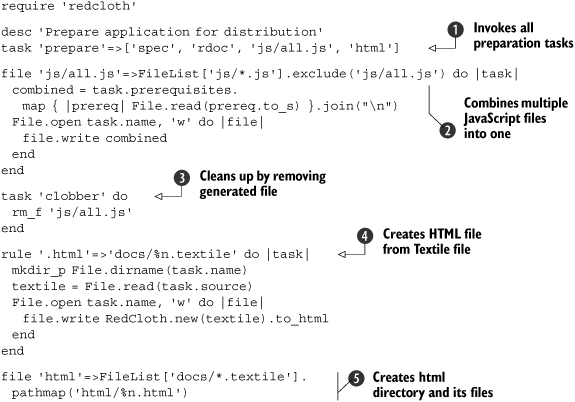 require 'redcloth'
desc 'Prepare application for distribution'
task 'prepare'=>['spec', 'rdoc', 'js/all.js', 'html']
1 Invokes all
preparation tasks
file 'js/all.js'=>FileList['js/*.js'].exclude('js/all.js') do |task|
combined = task.prerequisites.
map { |prereq| File.read(prereq.to_s) }.join("\n")
File.open task.name, 'w' do |file|
file.write combined
end
end
2 Combines multiple
JavaScript files
into one
task 'clobber' do
rm_f 'js/all.js'
end
3 Cleans up by removing
generated file
rule '.html'=>'docs/%n.textile' do |task|
mkdir_p File.dirname(task.name)
textile = File.read(task.source)
File.open task.name, 'w' do |file|
file.write RedCloth.new(textile).to_html
end
end
4 Creates HTML file
from Textile file
file 'html'=>FileList['docs/*.textile'].
pathmap('html/%n.html')
5 Creates html
directory and its files